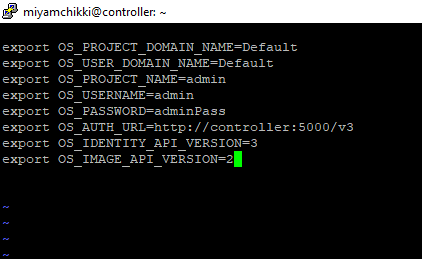 miyamchikki@controller: ~
export OS_PROJECT_DOMAIN_NAME=Default
export OS_USER_DOMAIN_NAME=Default
export OS_PROJECT_NAME=admin
export OS_USERNAME=admin
export OS_PASSWORD=adminPass
export OS_AUTH_URL=http://controller:5000/v3
export OS_IDENTITY_API_VERSION=3
export OS_IMAGE_API_VERSION=2
~
~
~
~